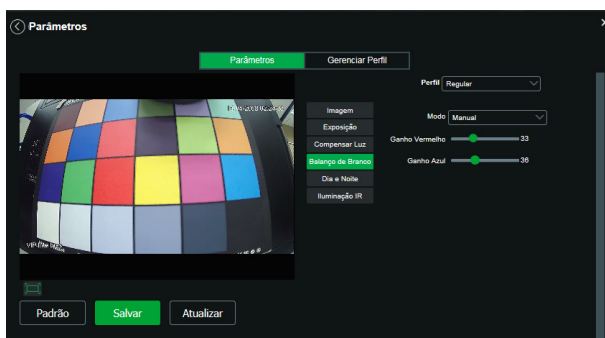 Parâmetros
Parâmetros Gerenciar Perfil
Perfil Regular
Imagem
Exposição
Compensar Luz
Balanço de Branco
Dia e Noite
Iluminação IR
Modo Manual
Ganho Vermelho 33
Ganho Azul 36
Padrão Salvar Atualizar